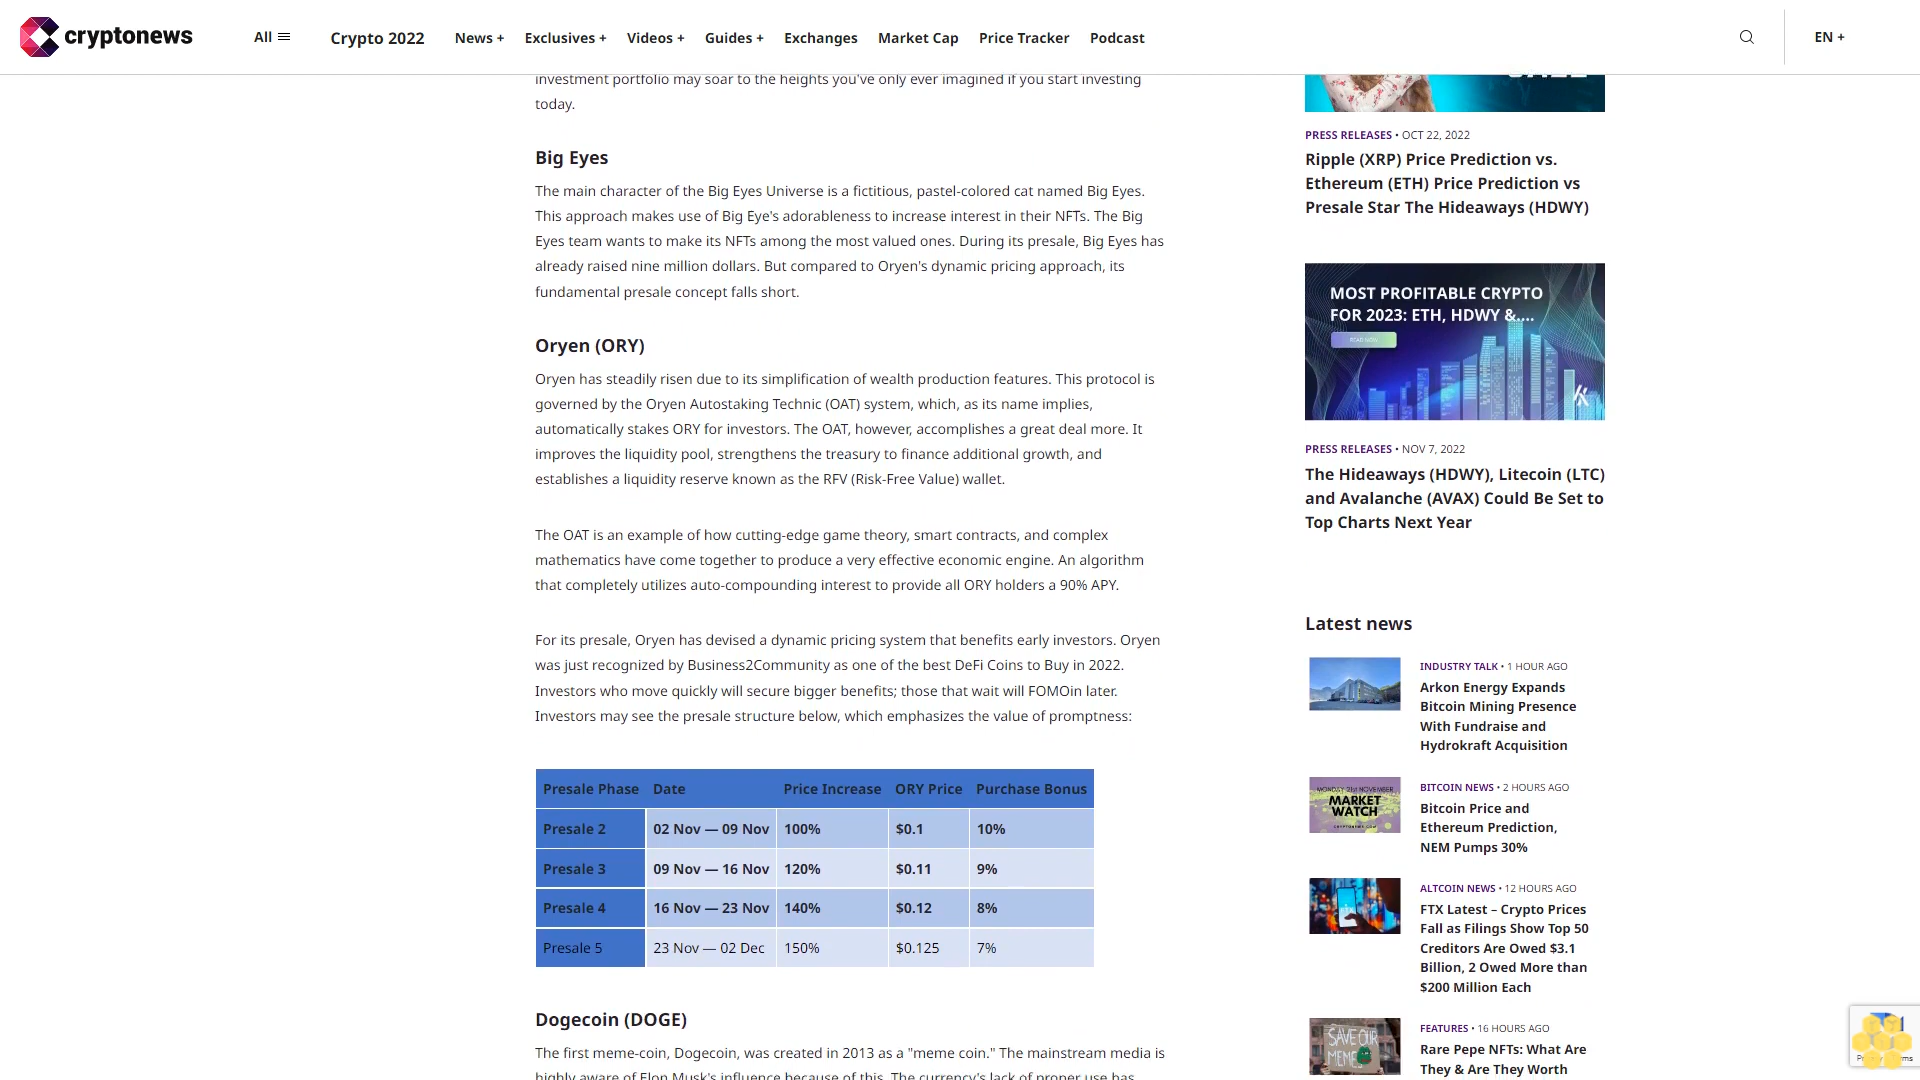 cryptonews
All
Crypto 2022
News +
Exclusives +
Videos +
Guides +
Exchanges
Market Cap
Price Tracker
Podcast
EN +
investment portfolio may soar to the heights you've only ever imagined if you start investing
today.
Big Eyes
The main character of the Big Eyes Universe is a fictitious, pastel-colored cat named Big Eyes.
This approach makes use of Big Eye's adorableness to increase interest in their NFTs. The Big
Eyes team wants to make its NFTs among the most valued ones. During its presale, Big Eyes has
already raised nine million dollars. But compared to Oryen's dynamic pricing approach, its
fundamental presale concept falls short.
Oryen (ORY)
Oryen has steadily risen due to its simplification of wealth production features. This protocol is
governed by the Oryen Autostaking Technic (OAT) system, which, as its name implies,
automatically stakes ORY for investors. The OAT, however, accomplishes a great deal more. It
improves the liquidity pool, strengthens the treasury to finance additional growth, and
establishes a liquidity reserve known as the RFV (Risk-Free Value) wallet.
The OAT is an example of how cutting-edge game theory, smart contracts, and complex
mathematics have come together to produce a very effective economic engine. An algorithm
that completely utilizes auto-compounding interest to provide all ORY holders a 90% APY.
For its presale, Oryen has devised a dynamic pricing system that benefits early investors. Oryen
was just recognized by Business2Community as one of the best DeFi Coins to Buy in 2022.
Investors who move quickly will secure bigger benefits; those that wait will FOMOin later.
Investors may see the presale structure below, which emphasizes the value of promptness:
Presale Phase Date Price Increase ORY Price Purchase Bonus
Presale 2 02 Nov — 09 Nov 100% $0.1 10%
Presale 3 09 Nov — 16 Nov 120% $0.11 9%
Presale 4 16 Nov — 23 Nov 140% $0.12 8%
Presale 5 23 Nov — 02 Dec 150% $0.125 7%
Dogecoin (DOGE)
The first meme-coin, Dogecoin, was created in 2013 as a "meme coin." The mainstream media is
highly aware of Elon Musk's influence because of this. The currency's lack of proper use has
PRESS RELEASES • OCT 22, 2022
Ripple (XRP) Price Prediction vs.
Ethereum (ETH) Price Prediction vs
Presale Star The Hideaways (HDWY)
MOST PROFITABLE CRYPTO
FOR 2023: ETH, HDWY &....
READ NOW
PRESS RELEASES • NOV 7, 2022
The Hideaways (HDWY), Litecoin (LTC)
and Avalanche (AVAX) Could Be Set to
Top Charts Next Year
Latest news
INDUSTRY TALK • 1 HOUR AGO
Arkon Energy Expands
Bitcoin Mining Presence
With Fundraise and
Hydrokraft Acquisition
MONDAY 21st NOVEMBER
MARKET
WATCH
CRYPTONEWS.COM
BITCOIN NEWS • 2 HOURS AGO
Bitcoin Price and
Ethereum Prediction,
NEM Pumps 30%
ALTCOIN NEWS • 12 HOURS AGO
FTX Latest – Crypto Prices
Fall as Filings Show Top 50
Creditors Are Owed $3.1
Billion, 2 Owed More than
$200 Million Each
SAVE OUR
MEME
FEATURES • 16 HOURS AGO
Rare Pepe NFTs: What Are
They & Are They Worth